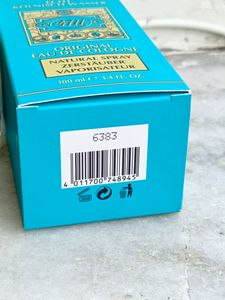 KÖLNISCH WASSER
4711
ORIGINAL
EAU DE COLOGNE
NATURAL SPRAY
ZERSTÄUBER
VAPORISATEUR
100 ml ℮ 3.4 FL.OZ.
6383
4 011700 748945